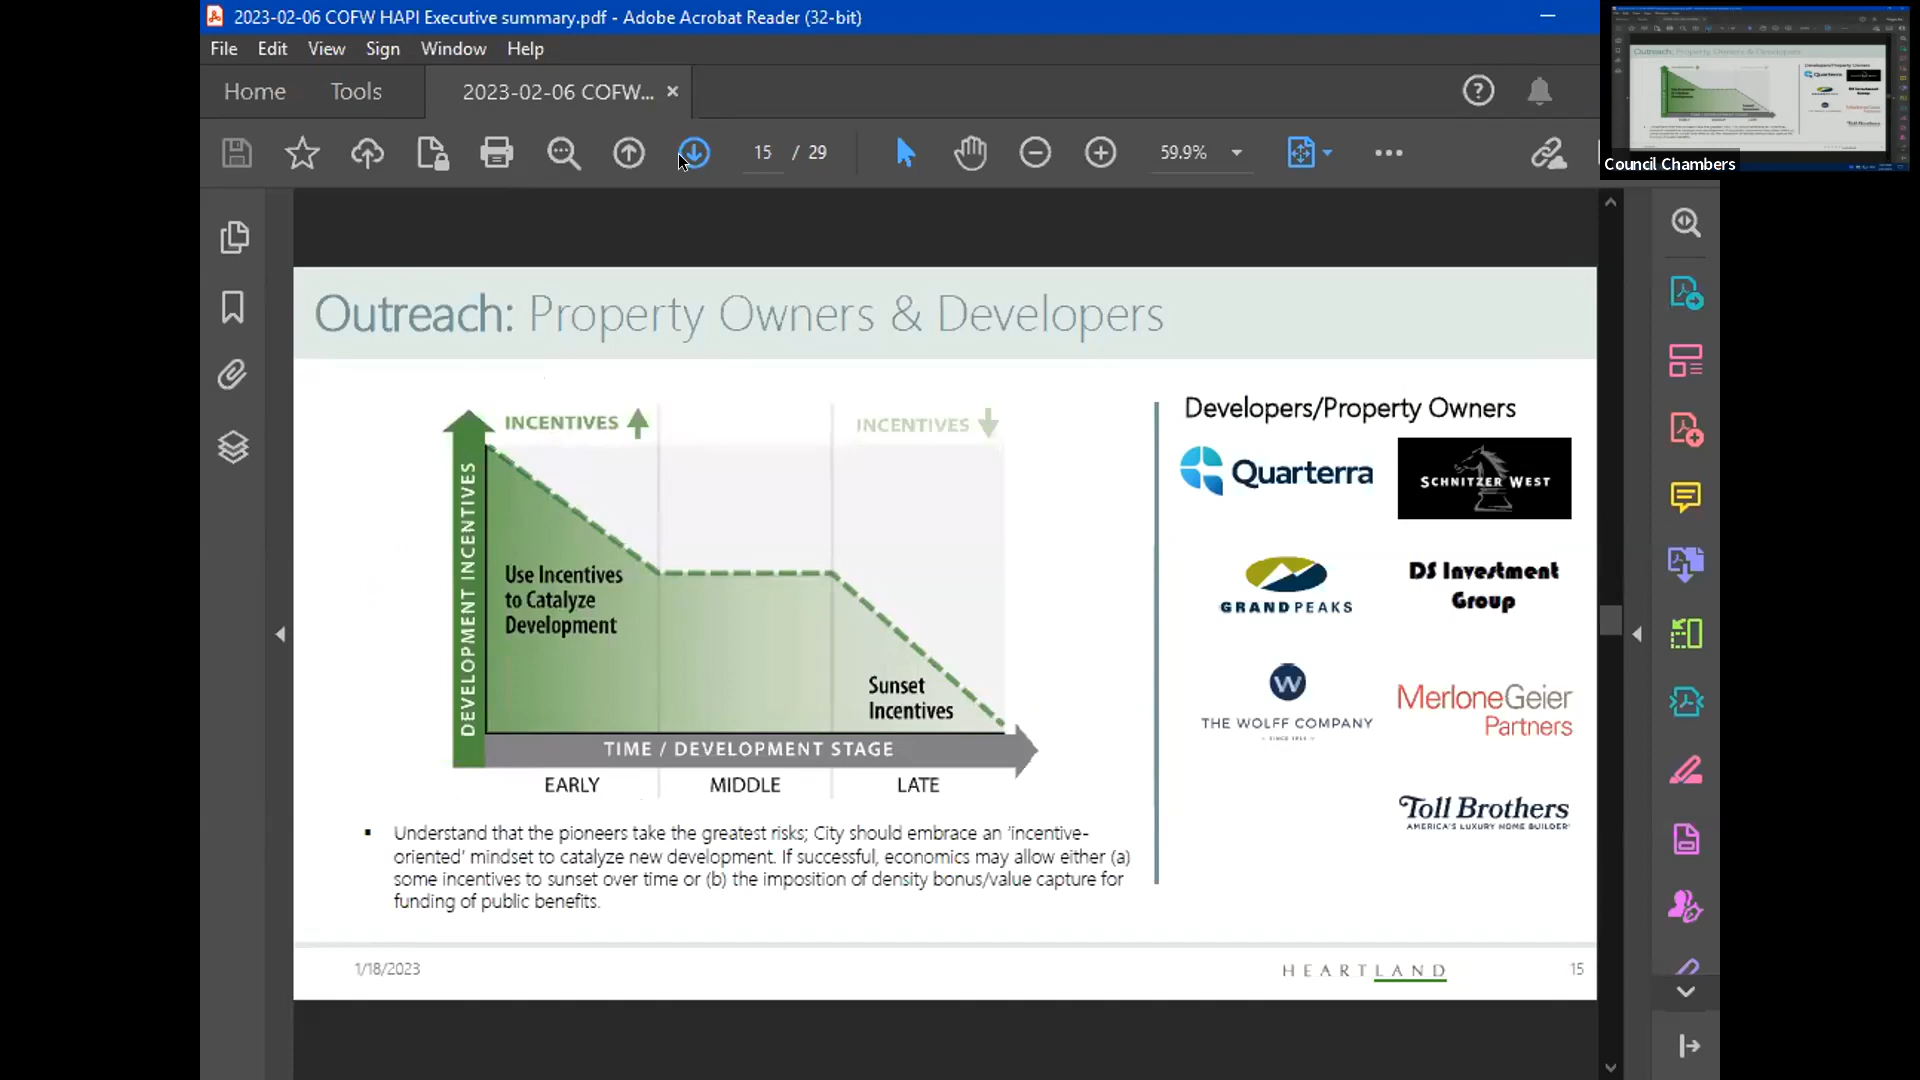 2023-02-06 COFW HAPI Executive summary.pdf - Adobe Acrobat Reader (32-bit)
File Edit View Sign Window Help
Home Tools 2023-02-06 COFW... ×
15 / 29 59.9%
Council Chambers
Outreach: Property Owners & Developers
INCENTIVES
INCENTIVES
DEVELOPMENT INCENTIVES
Use Incentives
to Catalyze
Development
Sunset
Incentives
TIME / DEVELOPMENT STAGE
EARLY MIDDLE LATE
▪ Understand that the pioneers take the greatest risks; City should embrace an 'incentive-
oriented' mindset to catalyze new development. If successful, economics may allow either (a)
some incentives to sunset over time or (b) the imposition of density bonus/value capture for
funding of public benefits.
Developers/Property Owners
Quarterra
SCHNITZER WEST
GRAND PEAKS
DS Investment
Group
W
THE WOLFF COMPANY
MerloneGeier
Partners
Toll Brothers
AMERICA'S LUXURY HOME BUILDER
1/18/2023
HEARTLAND
15